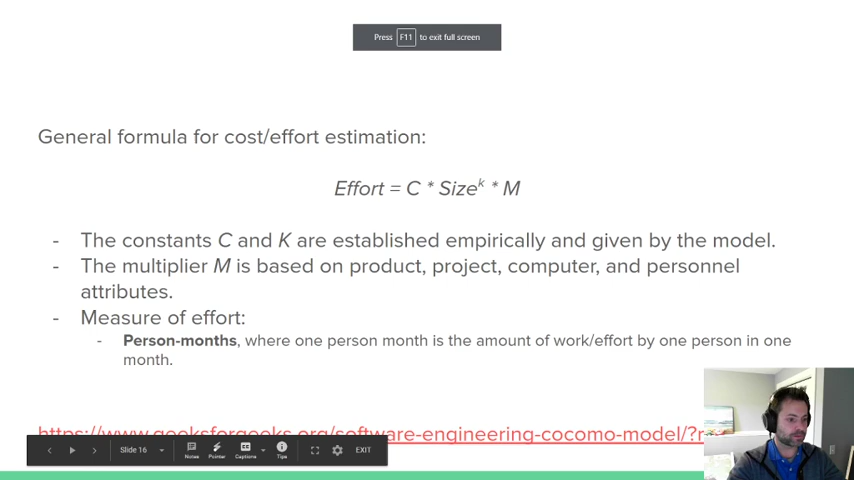 Press F11 to exit full screen
General formula for cost/effort estimation:
Effort = C * Size^k * M
- The constants C and K are established empirically and given by the model.
- The multiplier M is based on product, project, computer, and personnel
attributes.
- Measure of effort:
- Person-months, where one person month is the amount of work/effort by one person in one
month.
https://www.geeksforgeeks.org/software-engineering-cocomo-model/
Slide 16
Notes
Pointer
Captions
Tips
EXIT